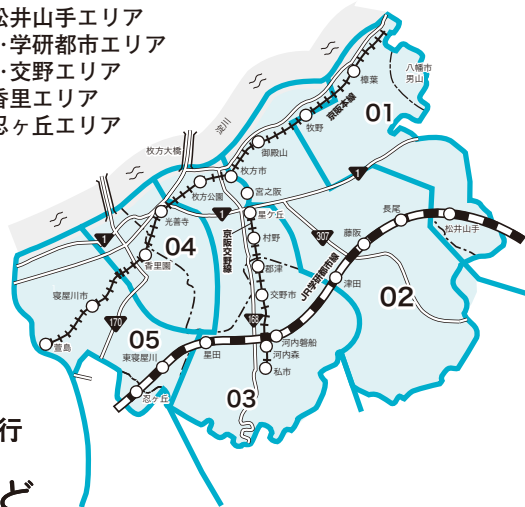 松井山手エリア
・学研都市エリア
・交野エリア
香里エリア
忍ヶ丘エリア
八幡市
男山
樟葉
京阪本線
01
牧野
淀川
御殿山
枚方大橋
枚方市
1
枚方公園
宮之阪
光善寺
1
星ケ丘
長尾
松井山手
307
藤阪
村野
京阪交野線
1
04
香里園
郡津
JR学研都市線
津田
02
交野市
寝屋川市
170
168
05
萱島
東寝屋川
星田
河内磐船
河内森
私市
忍ヶ丘
03
行
ど